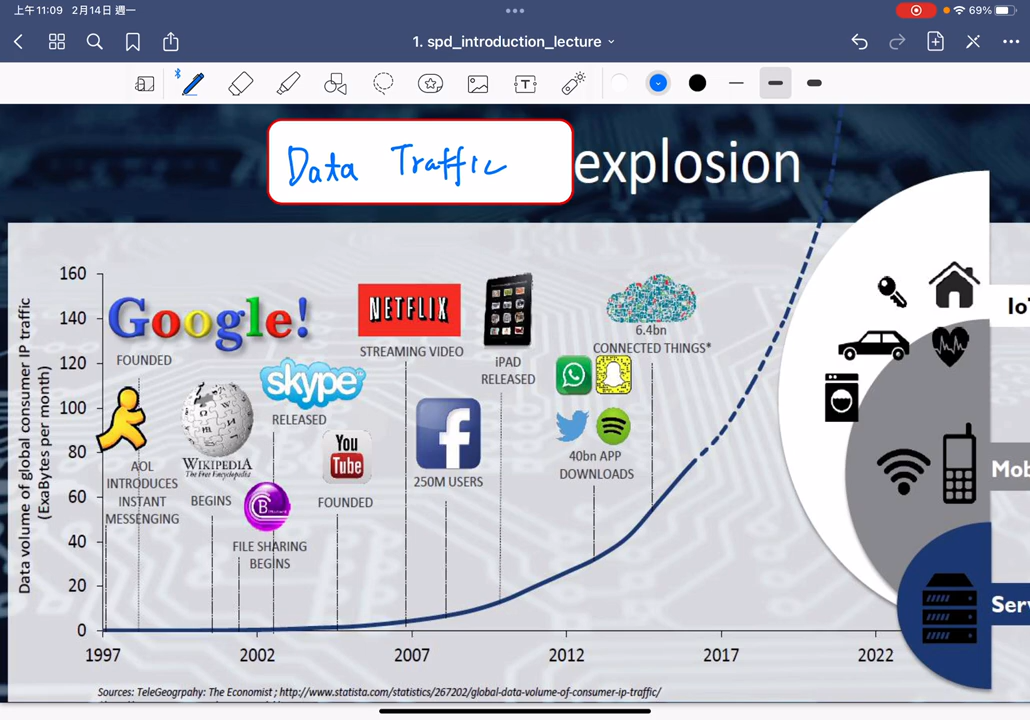 上午11:09 2月14日 週一
69%
1. spd_introduction_lecture
Data Traffic explosion
Data volume of global consumer IP traffic
(ExaBytes per month)
160
140
120
100
80
60
40
20
0
Google!
FOUNDED
AOL
INTRODUCES
INSTANT
MESSENGING
WIKIPEDIA
The Free Encyclopedia
BEGINS
skype
RELEASED
B
FILE SHARING
BEGINS
You
Tube
FOUNDED
NETFLIX
STREAMING VIDEO
f
250M USERS
iPAD
RELEASED
40bn APP
DOWNLOADS
6.4bn
CONNECTED THINGS*
IoT
Mob
Serv
1997
2002
2007
2012
2017
2022
Sources: TeleGeogrpahy: The Economist ; http://www.statista.com/statistics/267202/global-data-volume-of-consumer-ip-traffic/